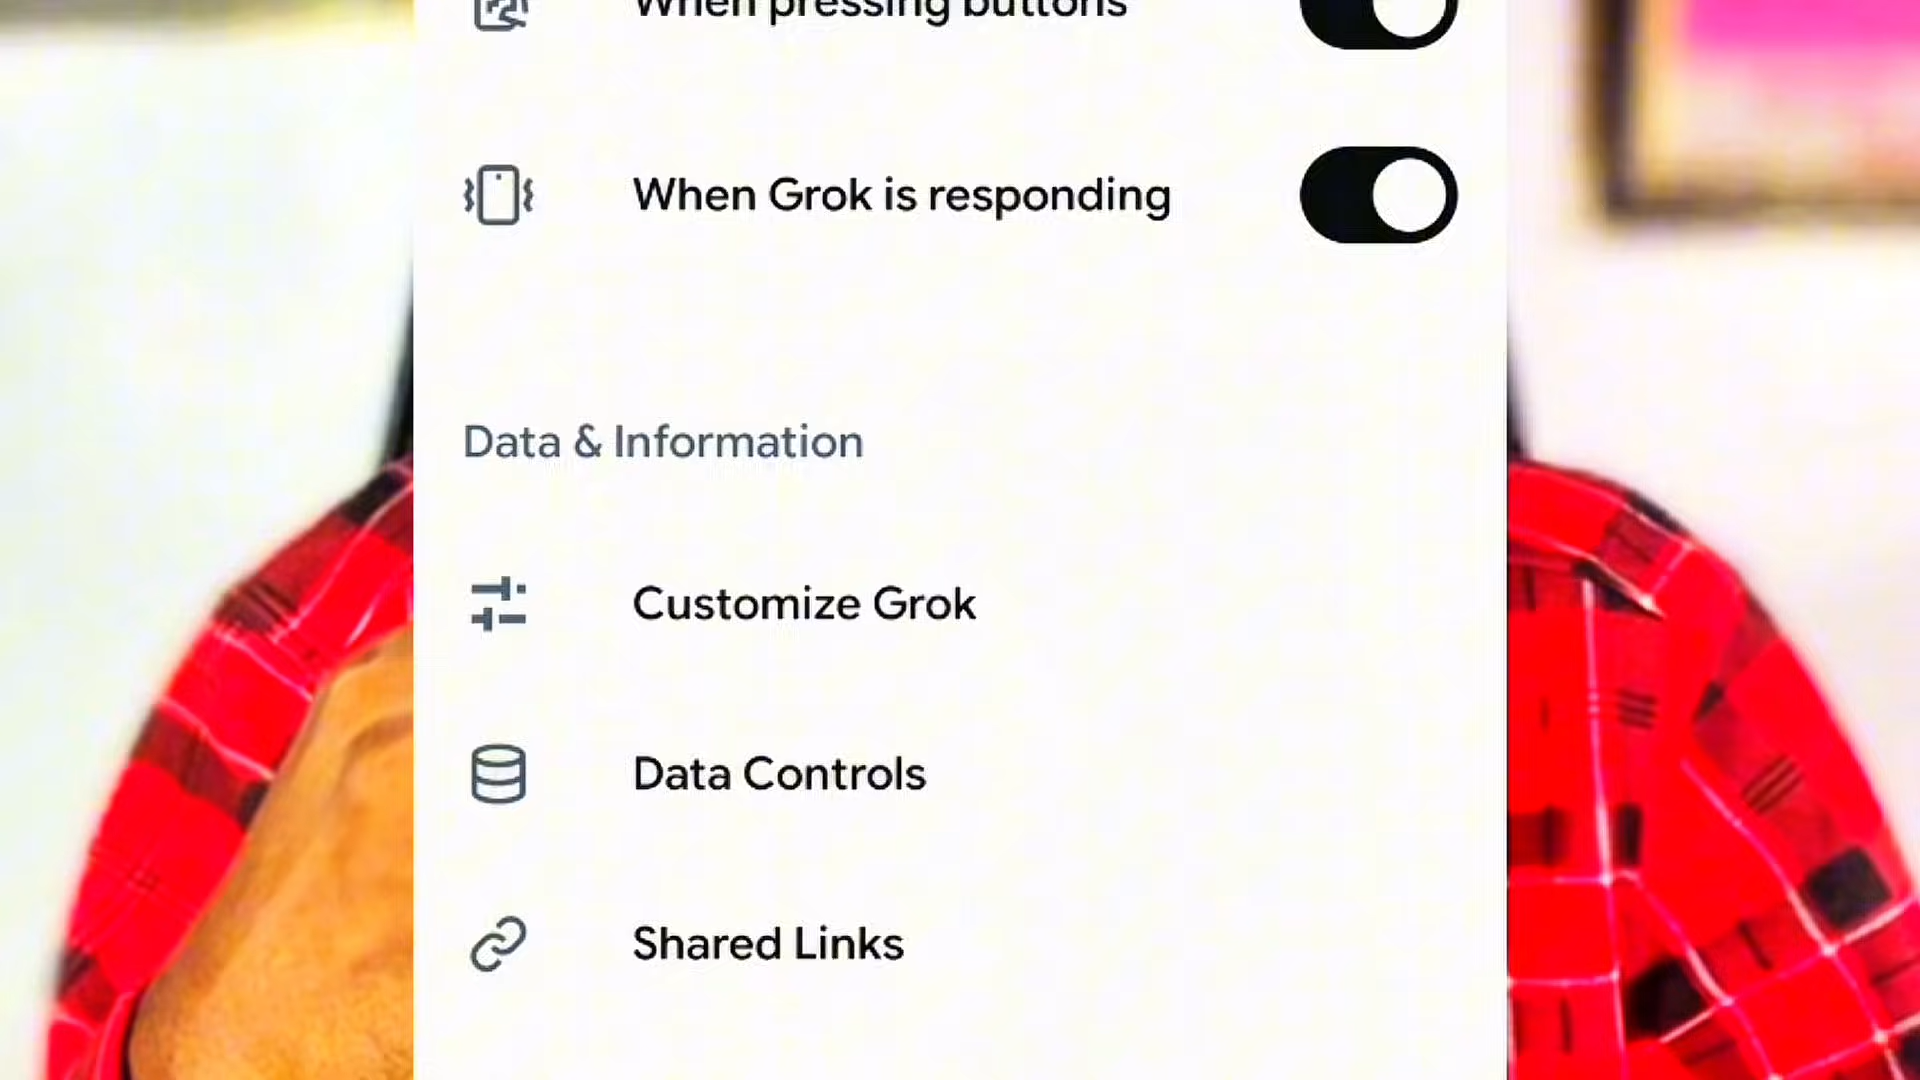 When pressing buttons
When Grok is responding
Data & Information
Customize Grok
Data Controls
Shared Links